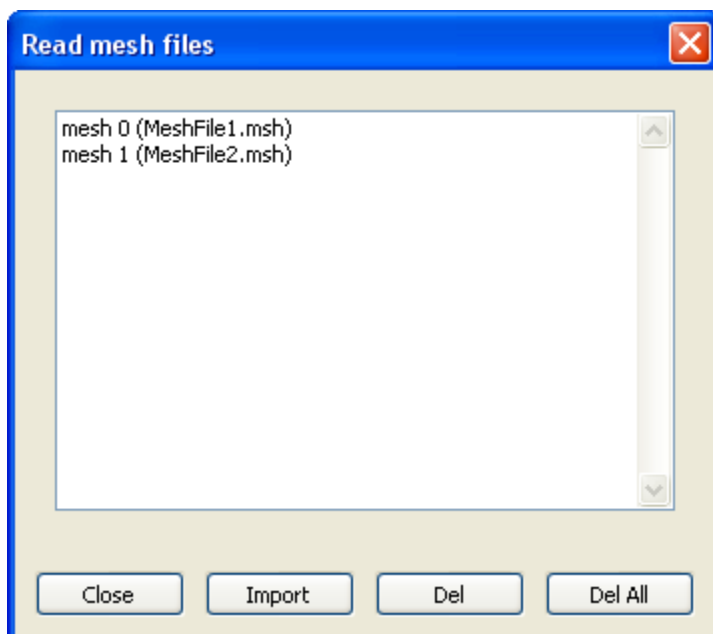 Read mesh files
mesh 0 (MeshFile1.msh)
mesh 1 (MeshFile2.msh)
Close Import Del Del All